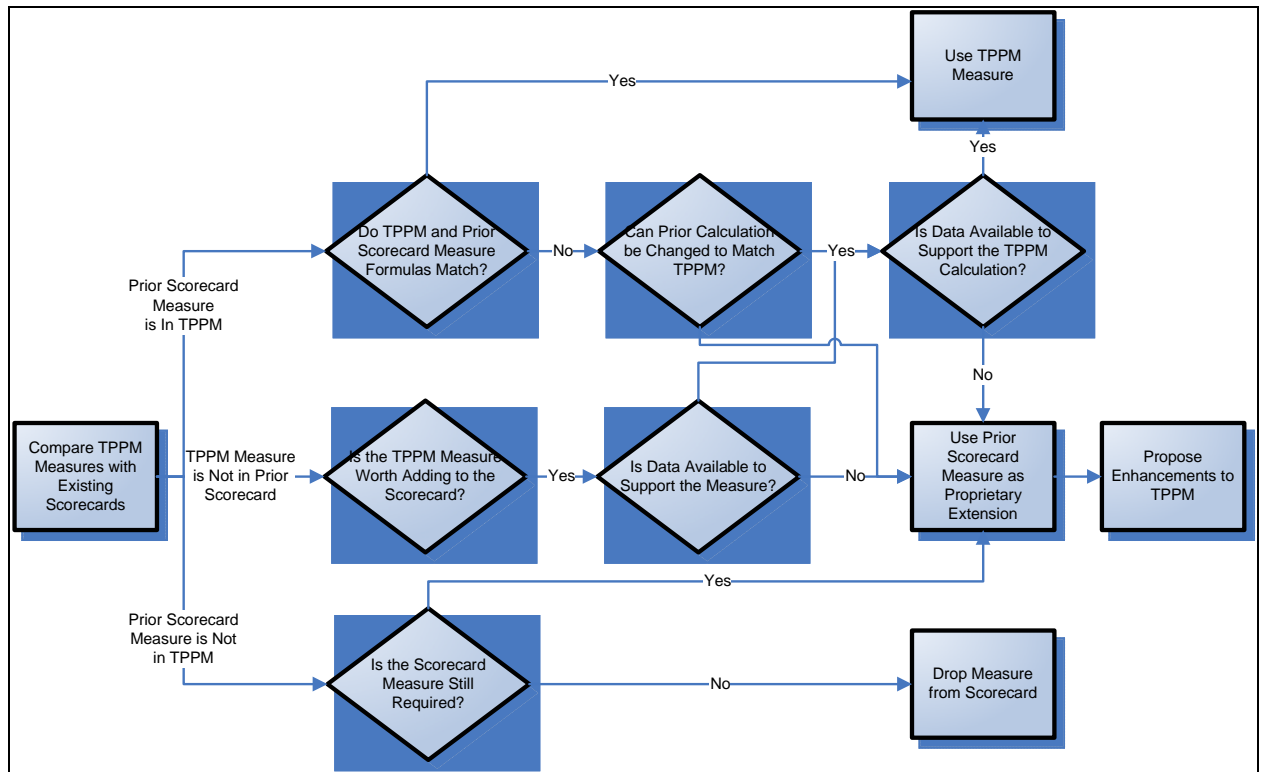 Use TPPM
Measure
Yes
Yes
Do TPPM and Prior
Scorecard Measure
Formulas Match?
No
Can Prior Calculation
be Changed to Match
TPPM?
Yes
Is Data Available to
Support the TPPM
Calculation?
Prior Scorecard
Measure
is In TPPM
No
Compare TPPM
Measures with
Existing
Scorecards
TPPM Measure
is Not in Prior
Scorecard
Is the TPPM Measure
Worth Adding to the
Scorecard?
Yes
Is Data Available to
Support the Measure?
No
Use Prior
Scorecard
Measure as
Proprietary
Extension
Propose
Enhancements to
TPPM
Yes
Prior Scorecard
Measure is Not
in TPPM
Is the Scorecard
Measure Still
Required?
No
Drop Measure
from Scorecard